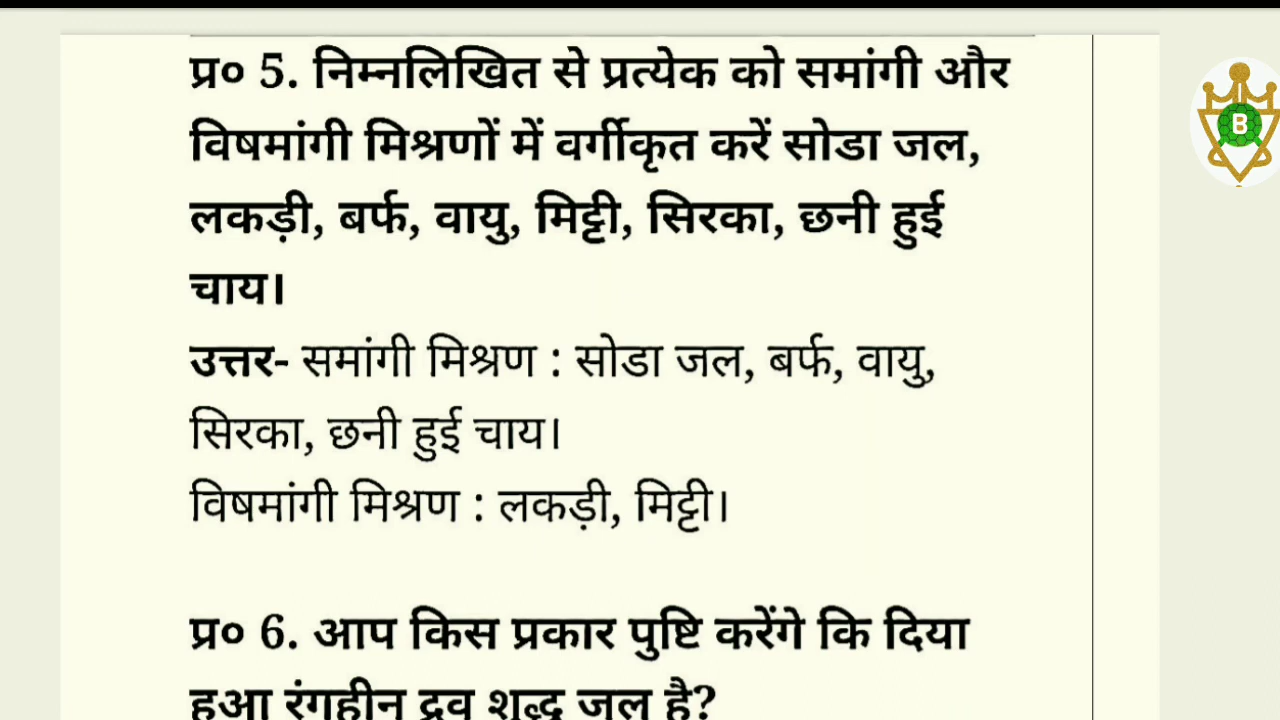 प्र० 5. निम्नलिखित से प्रत्येक को समांगी और
विषमांगी मिश्रणों में वर्गीकृत करें सोडा जल,
लकड़ी, बर्फ, वायु, मिट्टी, सिरका, छनी हुई
चाय।
उत्तर- समांगी मिश्रण : सोडा जल, बर्फ, वायु,
सिरका, छनी हुई चाय।
विषमांगी मिश्रण : लकड़ी, मिट्टी।
प्र० 6. आप किस प्रकार पुष्टि करेंगे कि दिया
हुआ रंगहीन द्रव शुद्ध जल है?
B